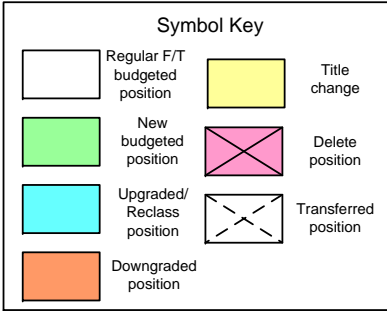 Symbol Key
Regular F/T
budgeted
position
New
budgeted
position
Upgraded/
Reclass
position
Downgraded
position
Title
change
Delete
position
Transferred
position